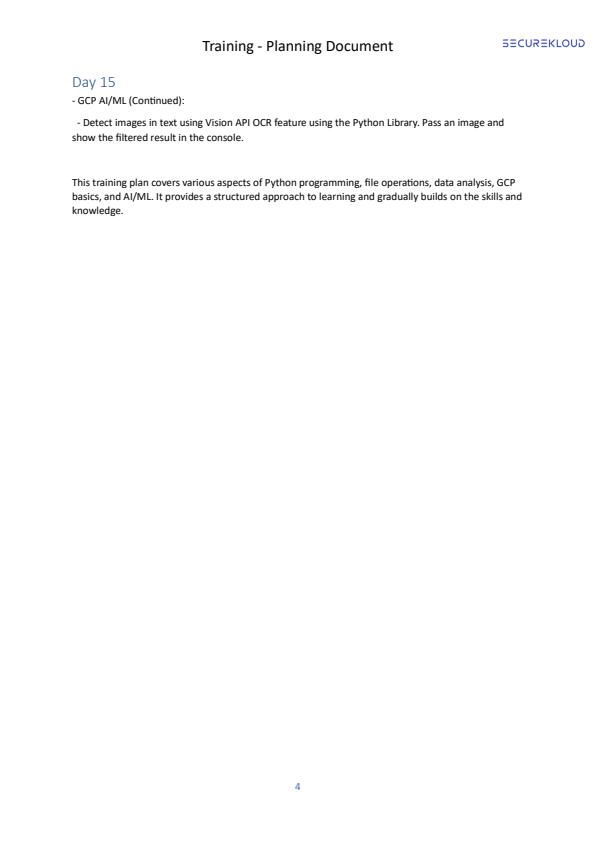 Training - Planning Document
SECUREKLOUD
Day 15
- GCP AI/ML (Continued):
- Detect images in text using Vision API OCR feature using the Python Library. Pass an image and
show the filtered result in the console.
This training plan covers various aspects of Python programming, file operations, data analysis, GCP
basics, and AI/ML. It provides a structured approach to learning and gradually builds on the skills and
knowledge.
4